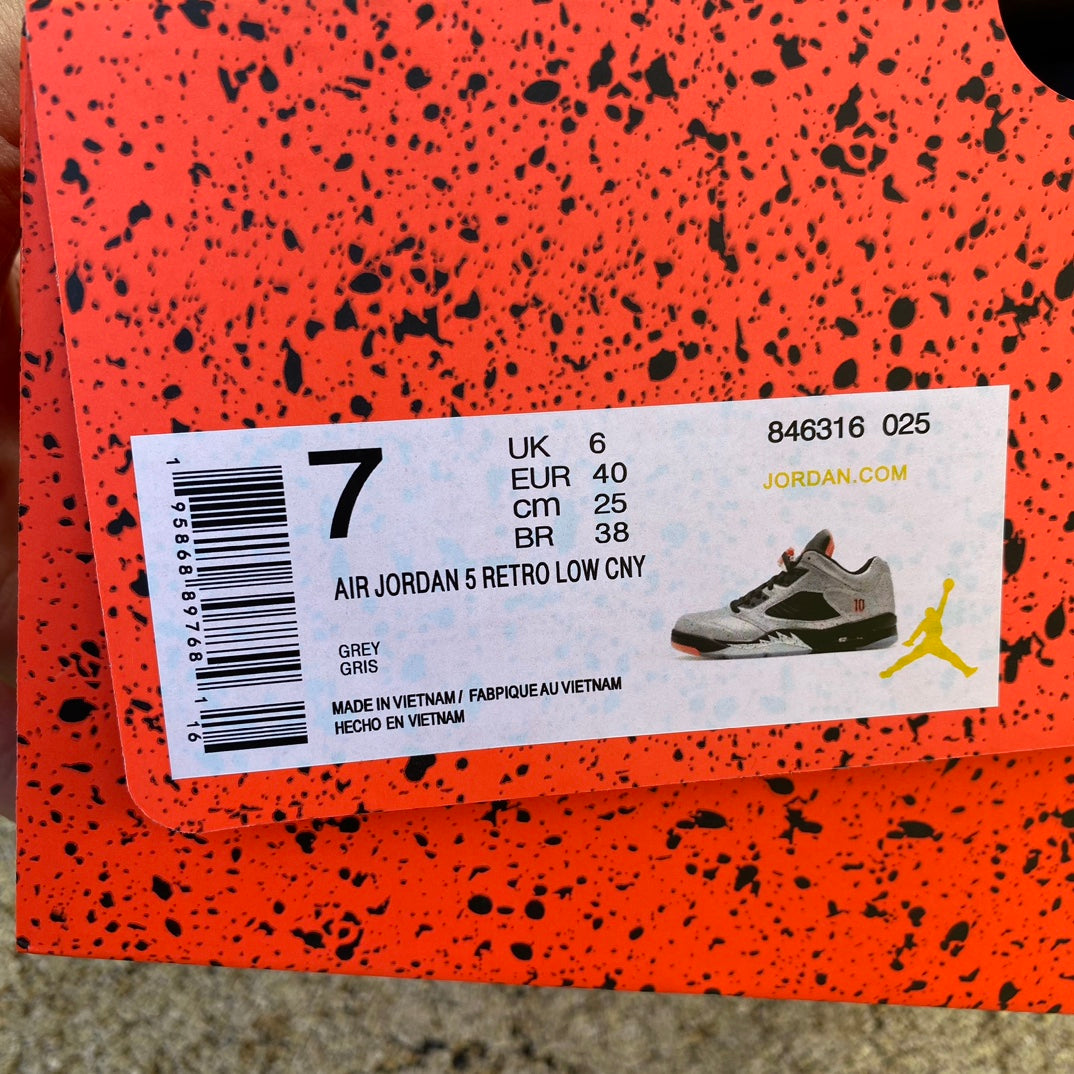 7
UK 6
EUR 40
cm 25
BR 38
846316 025
JORDAN.COM
AIR JORDAN 5 RETRO LOW CNY
10
GREY
GRIS
MADE IN VIETNAM / FABPIQUE AU VIETNAM
HECHO EN VIETNAM
1 95868 89768 1 16